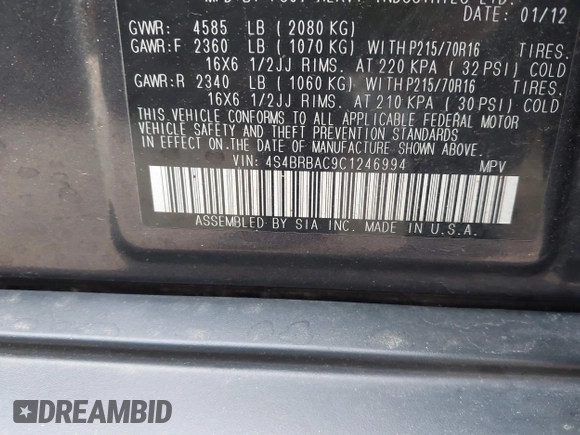 DATE: 01/12
GVWR: 4585 LB ( 2080 KG)
GAWR:F 2360 LB ( 1070 KG) WITH P215/70R16 TIRES.
16X6 1/2JJ RIMS. AT 220 KPA ( 32 PSI) COLD
GAWR:R 2340 LB ( 1060 KG) WITH P215/70R16 TIRES.
16X6 1/2JJ RIMS. AT 210 KPA ( 30 PSI) COLD
THIS VEHICLE CONFORMS TO ALL APPLICABLE FEDERAL MOTOR
VEHICLE SAFETY AND THEFT PREVENTION STANDARDS
IN EFFECT ON THE DATE OF MANUFACTURE SHOWN ABOVE.
VIN: 4S4BRBAC9C1246994 MPV
ASSEMBLED BY SIA INC. MADE IN U.S.A.
DREAMBID